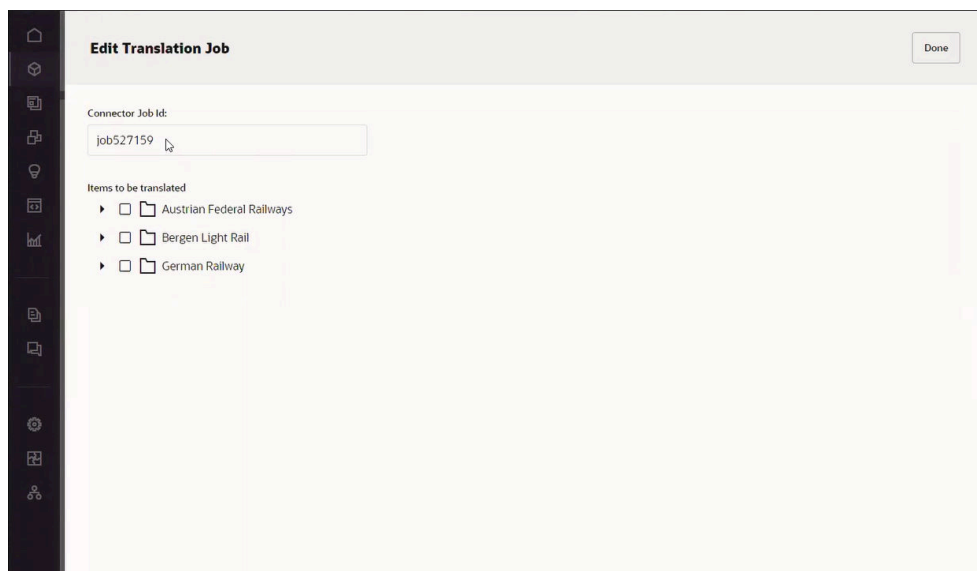 Edit Translation Job
Done
Connector Job Id:
job527159
Items to be translated
Austrian Federal Railways
Bergen Light Rail
German Railway